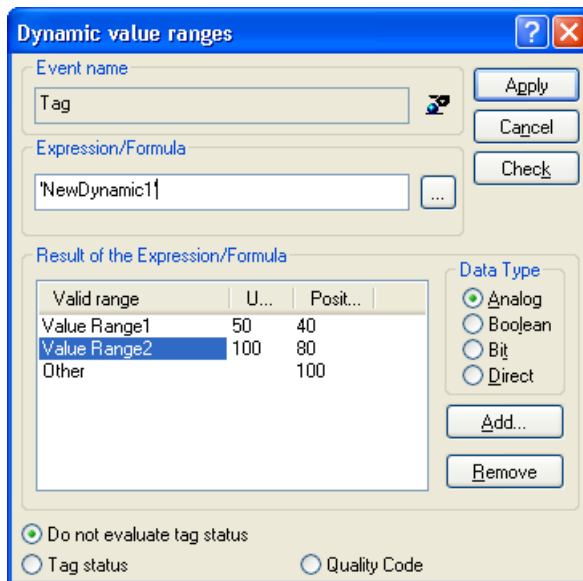 Dynamic value ranges
Event name
Tag
Apply
Cancel
Expression/Formula
Check
'NewDynamic1'
...
Result of the Expression/Formula
Data Type
Valid range U... Posit...
Analog
Value Range1 50 40
Boolean
Value Range2 100 80
Bit
Other 100
Direct
Add...
Remove
Do not evaluate tag status
Tag status Quality Code